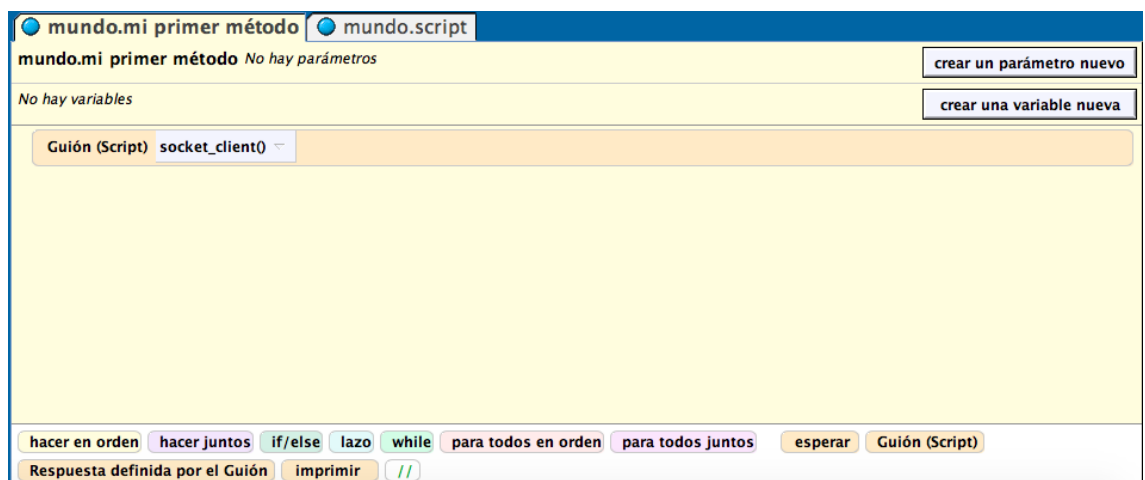 mundo.mi primer método mundo.script
mundo.mi primer método No hay parámetros crear un parámetro nuevo
No hay variables crear una variable nueva
Guión (Script) socket_client()
hacer en orden hacer juntos if/else lazo while para todos en orden para todos juntos esperar Guión (Script)
Respuesta definida por el Guión imprimir //